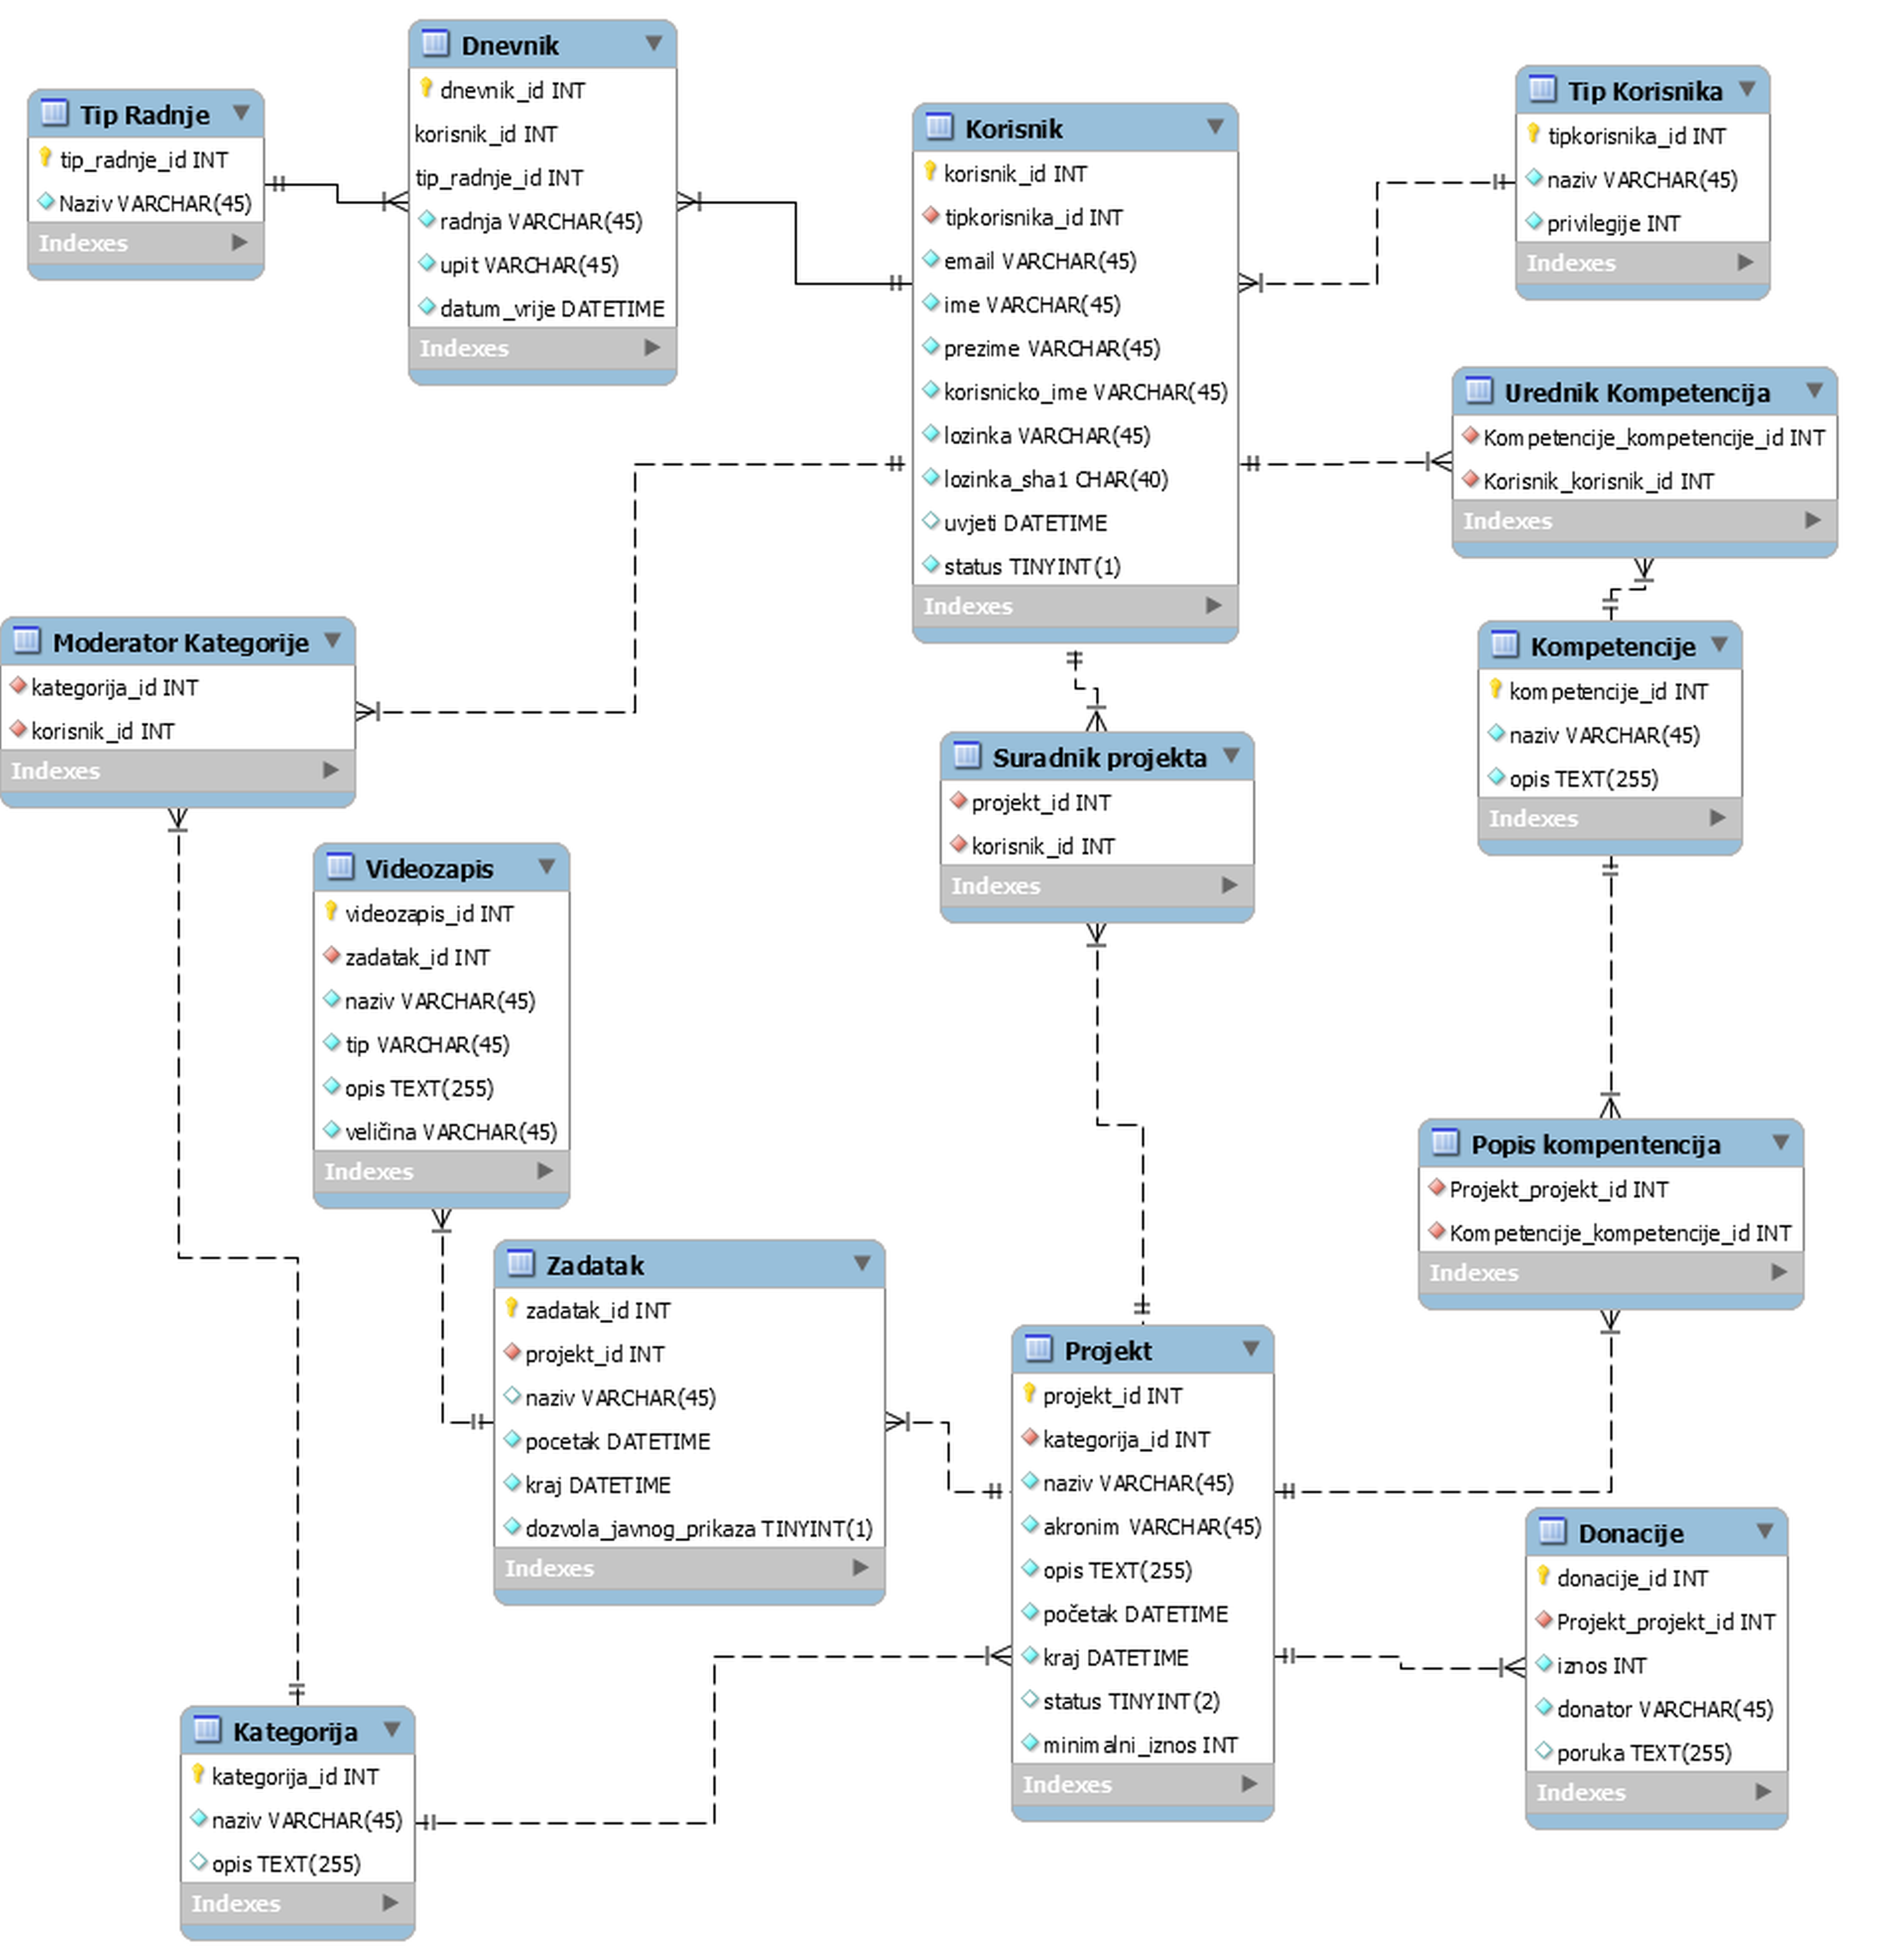 Dnevnik
dnevnik_id INT
korisnik_id INT
tip_radnje_id INT
radnja VARCHAR(45)
upit VARCHAR(45)
datum_vrije DATETIME
Indexes
Tip Radnje
tip_radnje_id INT
Naziv VARCHAR(45)
Indexes
Korisnik
korisnik_id INT
tipkorisnika_id INT
email VARCHAR(45)
ime VARCHAR(45)
prezime VARCHAR(45)
korisnicko_ime VARCHAR(45)
lozinka VARCHAR(45)
lozinka_sha1 CHAR(40)
uvjeti DATETIME
status TINYINT(1)
Indexes
Tip Korisnika
tipkorisnika_id INT
naziv VARCHAR(45)
privilegije INT
Indexes
Urednik Kompetencija
Kompetencije_kompetencije_id INT
Korisnik_korisnik_id INT
Indexes
Moderator Kategorije
kategorija_id INT
korisnik_id INT
Indexes
Kompetencije
kompetencije_id INT
naziv VARCHAR(45)
opis TEXT(255)
Indexes
Suradnik projekta
projekt_id INT
korisnik_id INT
Indexes
Videozapis
videozapis_id INT
zadatak_id INT
naziv VARCHAR(45)
tip VARCHAR(45)
opis TEXT(255)
veličina VARCHAR(45)
Indexes
Popis kompentencija
Projekt_projekt_id INT
Kompetencije_kompetencije_id INT
Indexes
Zadatak
zadatak_id INT
projekt_id INT
naziv VARCHAR(45)
pocetak DATETIME
kraj DATETIME
dozvola_javnog_prikaza TINYINT(1)
Indexes
Projekt
projekt_id INT
kategorija_id INT
naziv VARCHAR(45)
akronim VARCHAR(45)
opis TEXT(255)
početak DATETIME
kraj DATETIME
status TINYINT(2)
minimalni_iznos INT
Indexes
Donacije
donacije_id INT
Projekt_projekt_id INT
iznos INT
donator VARCHAR(45)
poruka TEXT(255)
Indexes
Kategorija
kategorija_id INT
naziv VARCHAR(45)
opis TEXT(255)
Indexes